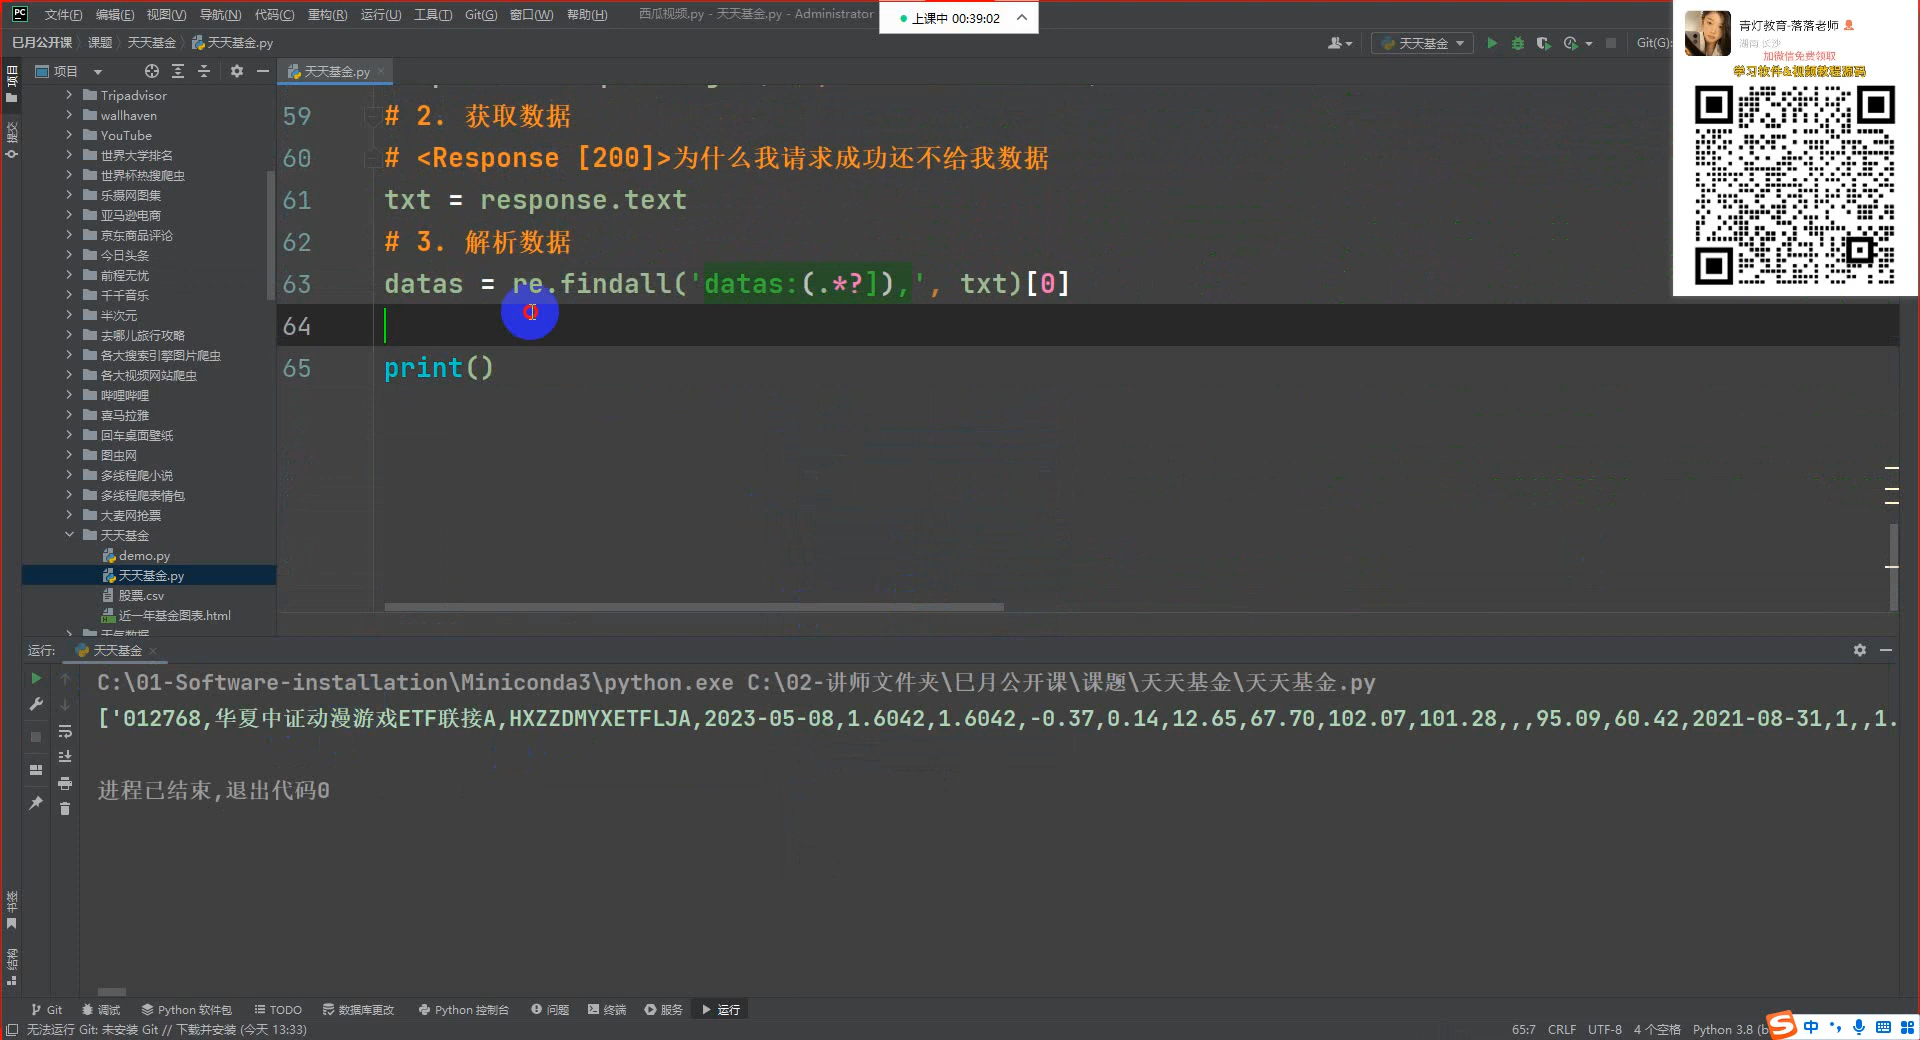 文件(F) 编辑(E) 视图(V) 导航(N) 代码(C) 重构(R) 运行(U) 工具(T) Git(G) 窗口(W) 帮助(H) 西瓜视频.py - 天天基金.py - Administrator
上课中 00:39:02
青灯教育-落落老师
湖南 长沙
加微信免费领取
学习软件&视频教程源码
巳月公开课 课题 天天基金 天天基金.py
天天基金 Git(G):
项目
天天基金.py
项目
提交
Tripadvisor
wallhaven
YouTube
世界大学排名
世界杯热搜爬虫
乐摄网图集
亚马逊电商
京东商品评论
今日头条
前程无忧
千千音乐
半次元
去哪儿旅行攻略
各大搜索引擎图片爬虫
各大视频网站爬虫
哔哩哔哩
喜马拉雅
回车桌面壁纸
图虫网
多线程爬小说
多线程爬表情包
大麦网抢票
天天基金
demo.py
天天基金.py
股票.csv
近一年基金图表.html
天气数据
59 # 2. 获取数据
60 # <Response [200]>为什么我请求成功还不给我数据
61 txt = response.text
62 # 3. 解析数据
63 datas = re.findall('datas:(.*?]),', txt)[0]
64
65 print()
运行: 天天基金
C:\01-Software-installation\Miniconda3\python.exe C:\02-讲师文件夹\巳月公开课\课题\天天基金\天天基金.py
['012768,华夏中证动漫游戏ETF联接A,HXZZDMYXETFLJA,2023-05-08,1.6042,1.6042,-0.37,0.14,12.65,67.70,102.07,101.28,,,95.09,60.42,2021-08-31,1,,1.
进程已结束,退出代码0
书签
结构
Git 调试 Python 软件包 TODO 数据库更改 Python 控制台 问题 终端 服务 运行
无法运行 Git: 未安装 Git // 下载并安装 (今天 13:33)
65:7 CRLF UTF-8 4 个空格 Python 3.8 (b
中